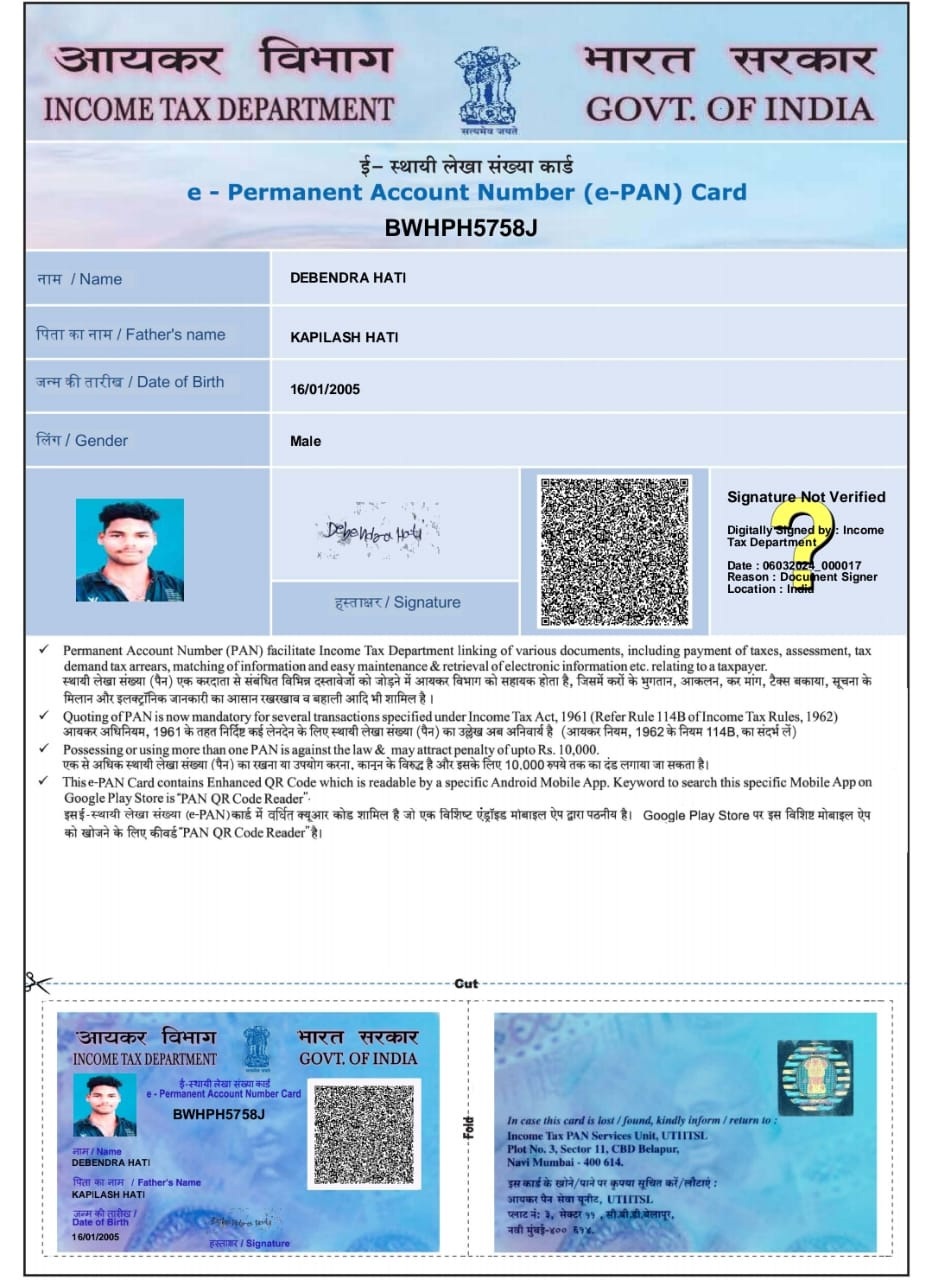 आयकर विभाग
INCOME TAX DEPARTMENT
सत्यमेव जयते
भारत सरकार
GOVT. OF INDIA
ई– स्थायी लेखा संख्या कार्ड
e - Permanent Account Number (e-PAN) Card
BWHPH5758J
नाम / Name
DEBENDRA HATI
पिता का नाम / Father's name
KAPILASH HATI
जन्म की तारीख / Date of Birth
16/01/2005
लिंग / Gender
Male
Debendra Hati
हस्ताक्षर / Signature
Signature Not Verified
?
Digitally Signed by : Income
Tax Department
Date : 06032024_000017
Reason : Document Signer
Location : India
✓ Permanent Account Number (PAN) facilitate Income Tax Department linking of various documents, including payment of taxes, assessment, tax
demand tax arrears, matching of information and easy maintenance & retrieval of electronic information etc. relating to a taxpayer.
स्थायी लेखा संख्या (पैन) एक करदाता से संबंधित विभिन्न दस्तावेजों को जोड़ने में आयकर विभाग को सहायक होता है, जिसमें करों के भुगतान, आकलन, कर मांग, टैक्स बकाया, सूचना के
मिलान और इलक्ट्रॉनिक जानकारी का आसान रखरखाव व बहाली आदि भी शामिल है ।
✓ Quoting of PAN is now mandatory for several transactions specified under Income Tax Act, 1961 (Refer Rule 114B of Income Tax Rules, 1962)
आयकर अधिनियम, 1961 के तहत निर्दिष्ट कई लेनदेन के लिए स्थायी लेखा संख्या (पैन) का उल्लेख अब अनिवार्य है (आयकर नियम, 1962 के नियम 114B, का संदर्भ लें)
✓ Possessing or using more than one PAN is against the law & may attract penalty of upto Rs. 10,000.
एक से अधिक स्थायी लेखा संख्या (पैन) का रखना या उपयोग करना, कानून के विरुद्ध है और इसके लिए 10,000 रुपये तक का दंड लगाया जा सकता है।
✓ This e-PAN Card contains Enhanced QR Code which is readable by a specific Android Mobile App. Keyword to search this specific Mobile App on
Google Play Store is "PAN QR Code Reader".
इस ई-स्थायी लेखा संख्या (e-PAN) कार्ड में वर्धित क्यूआर कोड शामिल है जो एक विशिष्ट एंड्रॉइड मोबाइल ऐप द्वारा पठनीय है। Google Play Store पर इस विशिष्ट मोबाइल ऐप
को खोजने के लिए कीवर्ड "PAN QR Code Reader" है।
Cut
आयकर विभाग
INCOME TAX DEPARTMENT
भारत सरकार
GOVT. OF INDIA
ई-स्थायी लेखा संख्या कार्ड
e - Permanent Account Number Card
BWHPH5758J
नाम / Name
DEBENDRA HATI
पिता का नाम / Father's Name
KAPILASH HATI
जन्म की तारीख /
Date of Birth
16/01/2005
Debendra Hati
हस्ताक्षर / Signature
Fold
In case this card is lost / found, kindly inform / return to :
Income Tax PAN Services Unit, UTIITSL
Plot No. 3, Sector 11, CBD Belapur,
Navi Mumbai - 400 614.
इस कार्ड के खोने/पाने पर कृपया सूचित करें/लौटाएं :
आयकर पैन सेवा यूनीट, UTIITSL
प्लाट नं: ३, सेक्टर ११ , सी.बी.डी.बेलापूर,
नवी मुंबई-४०० ६१४.